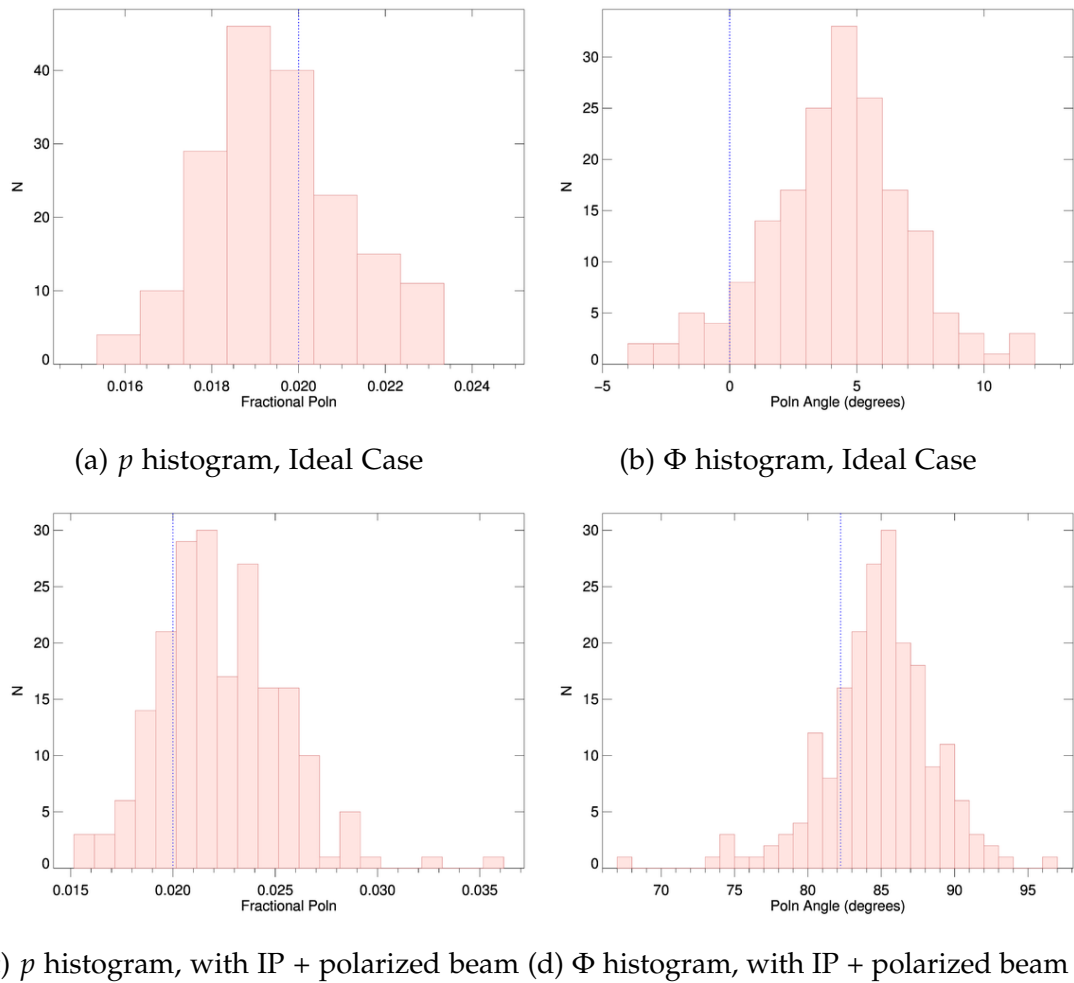 40
30
20
10
0
N
0.016 0.018 0.020 0.022 0.024
Fractional Poln
30
25
20
15
10
5
0
N
−5 0 5 10
Poln Angle (degrees)
(a) p histogram, Ideal Case
(b) Φ histogram, Ideal Case
30
25
20
15
10
5
0
N
0.015 0.020 0.025 0.030 0.035
Fractional Poln
30
25
20
15
10
5
0
N
70 75 80 85 90 95
Poln Angle (degrees)
) p histogram, with IP + polarized beam (d) Φ histogram, with IP + polarized beam